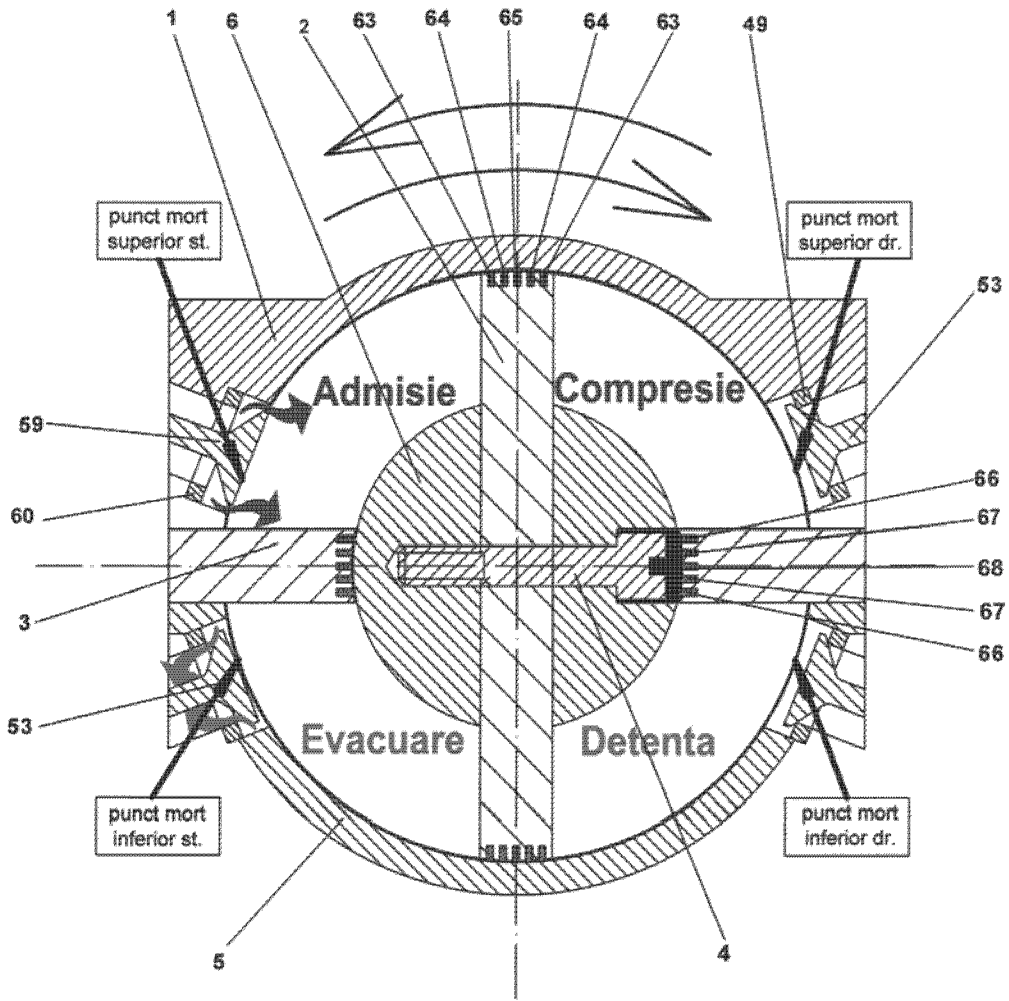 1 6 2 63 64 65 64 63 49
punct mort
superior st.
punct mort
superior dr.
53
Admisie
Compresie
59
60
66
67
68
67
66
3
53
Evacuare
Detenta
punct mort
inferior st.
punct mort
inferior dr.
5
4